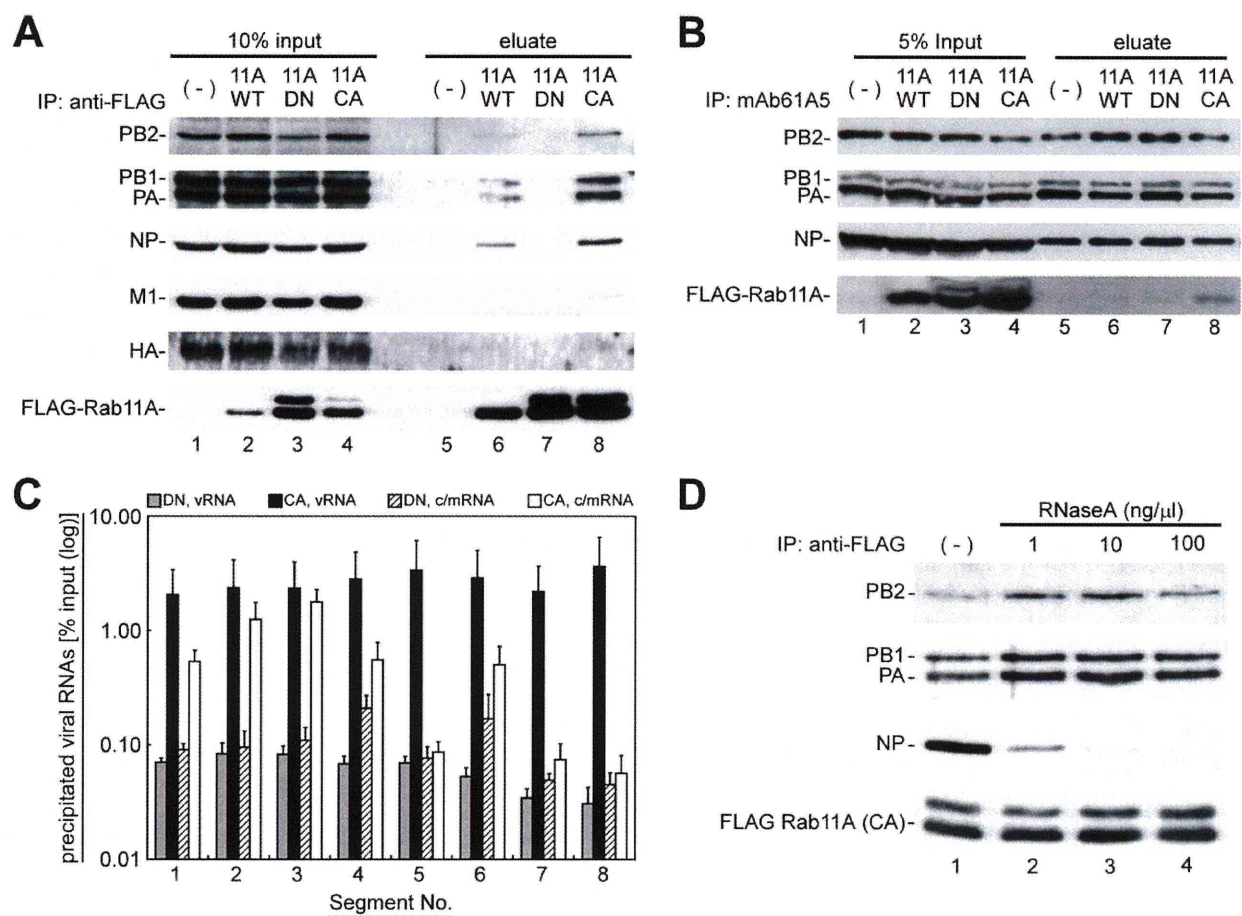 A
10% input
eluate
IP: anti-FLAG
(-)
11A WT
11A DN
11A CA
(-)
11A WT
11A DN
11A CA
PB2-
PB1-
PA-
NP-
M1-
HA-
FLAG-Rab11A-
1 2 3 4 5 6 7 8
B
5% Input
eluate
IP: mAb61A5
(-)
11A WT
11A DN
11A CA
(-)
11A WT
11A DN
11A CA
PB2-
PB1-
PA-
NP-
FLAG-Rab11A-
1 2 3 4 5 6 7 8
C
DN, vRNA
CA, vRNA
DN, c/mRNA
CA, c/mRNA
precipitated viral RNAs [% input (log)]
10.00
1.00
0.10
0.01
1 2 3 4 5 6 7 8
Segment No.
D
RNaseA (ng/μl)
IP: anti-FLAG
(-) 1 10 100
PB2-
PB1-
PA-
NP-
FLAG Rab11A (CA)-
1 2 3 4